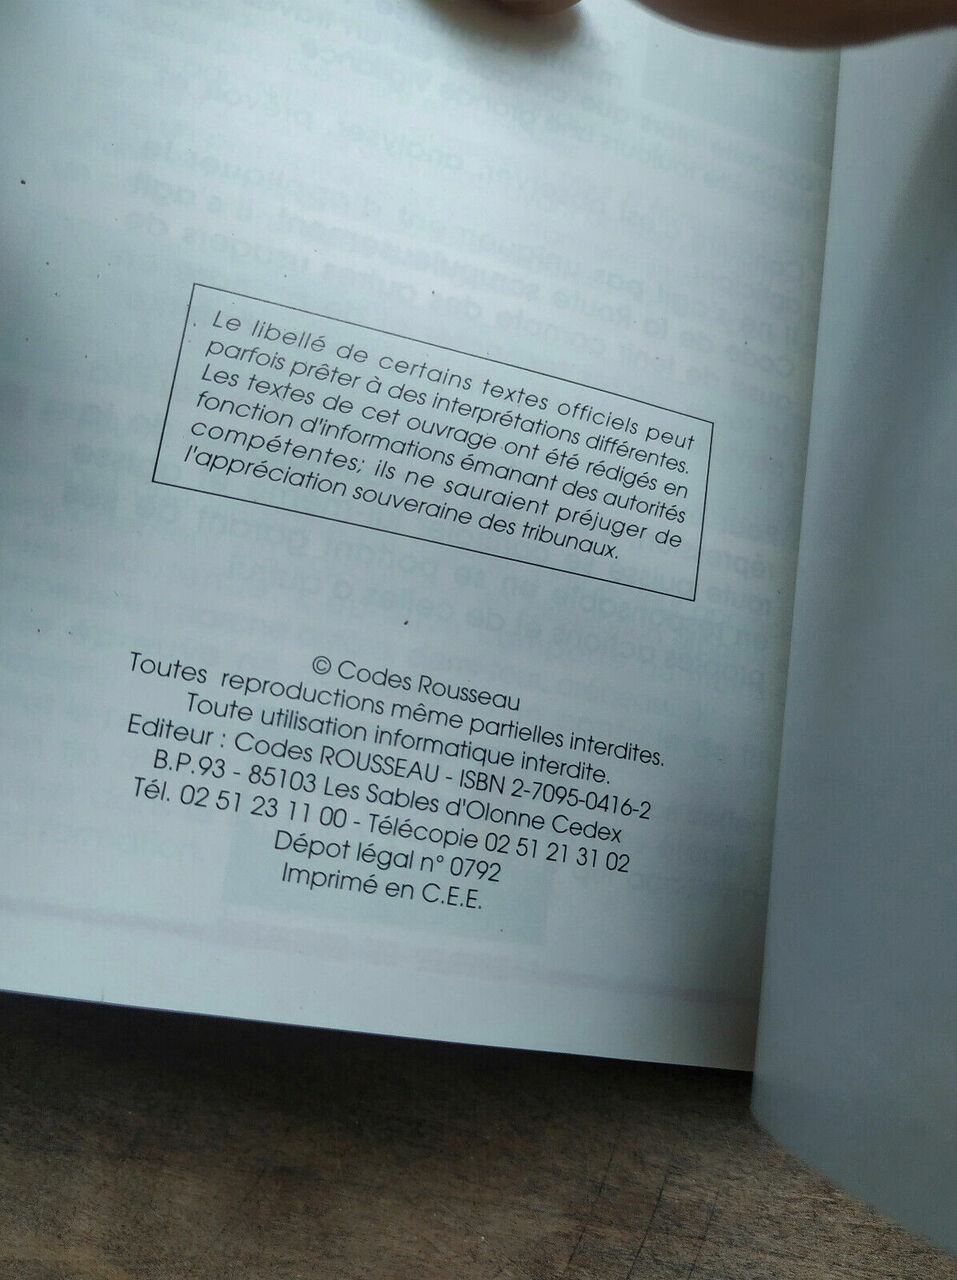 Le libellé de certains textes officiels peut
parfois prêter à des interprétations différentes.
Les textes de cet ouvrage ont été rédigés en
fonction d'informations émanant des autorités
compétentes; ils ne sauraient préjuger de
l'appréciation souveraine des tribunaux.
© Codes Rousseau
Toutes reproductions même partielles interdites.
Toute utilisation informatique interdite.
Editeur : Codes ROUSSEAU - ISBN 2-7095-0416-2
B.P.93 - 85103 Les Sables d'Olonne Cedex
Tél. 02 51 23 11 00 - Télécopie 02 51 21 31 02
Dépot légal n° 0792
Imprimé en C.E.E.